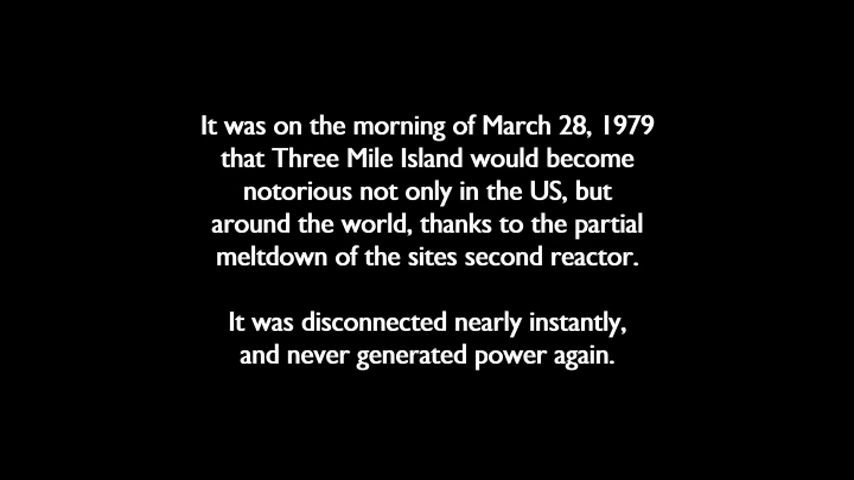 It was on the morning of March 28, 1979
that Three Mile Island would become
notorious not only in the US, but
around the world, thanks to the partial
meltdown of the sites second reactor.
It was disconnected nearly instantly,
and never generated power again.